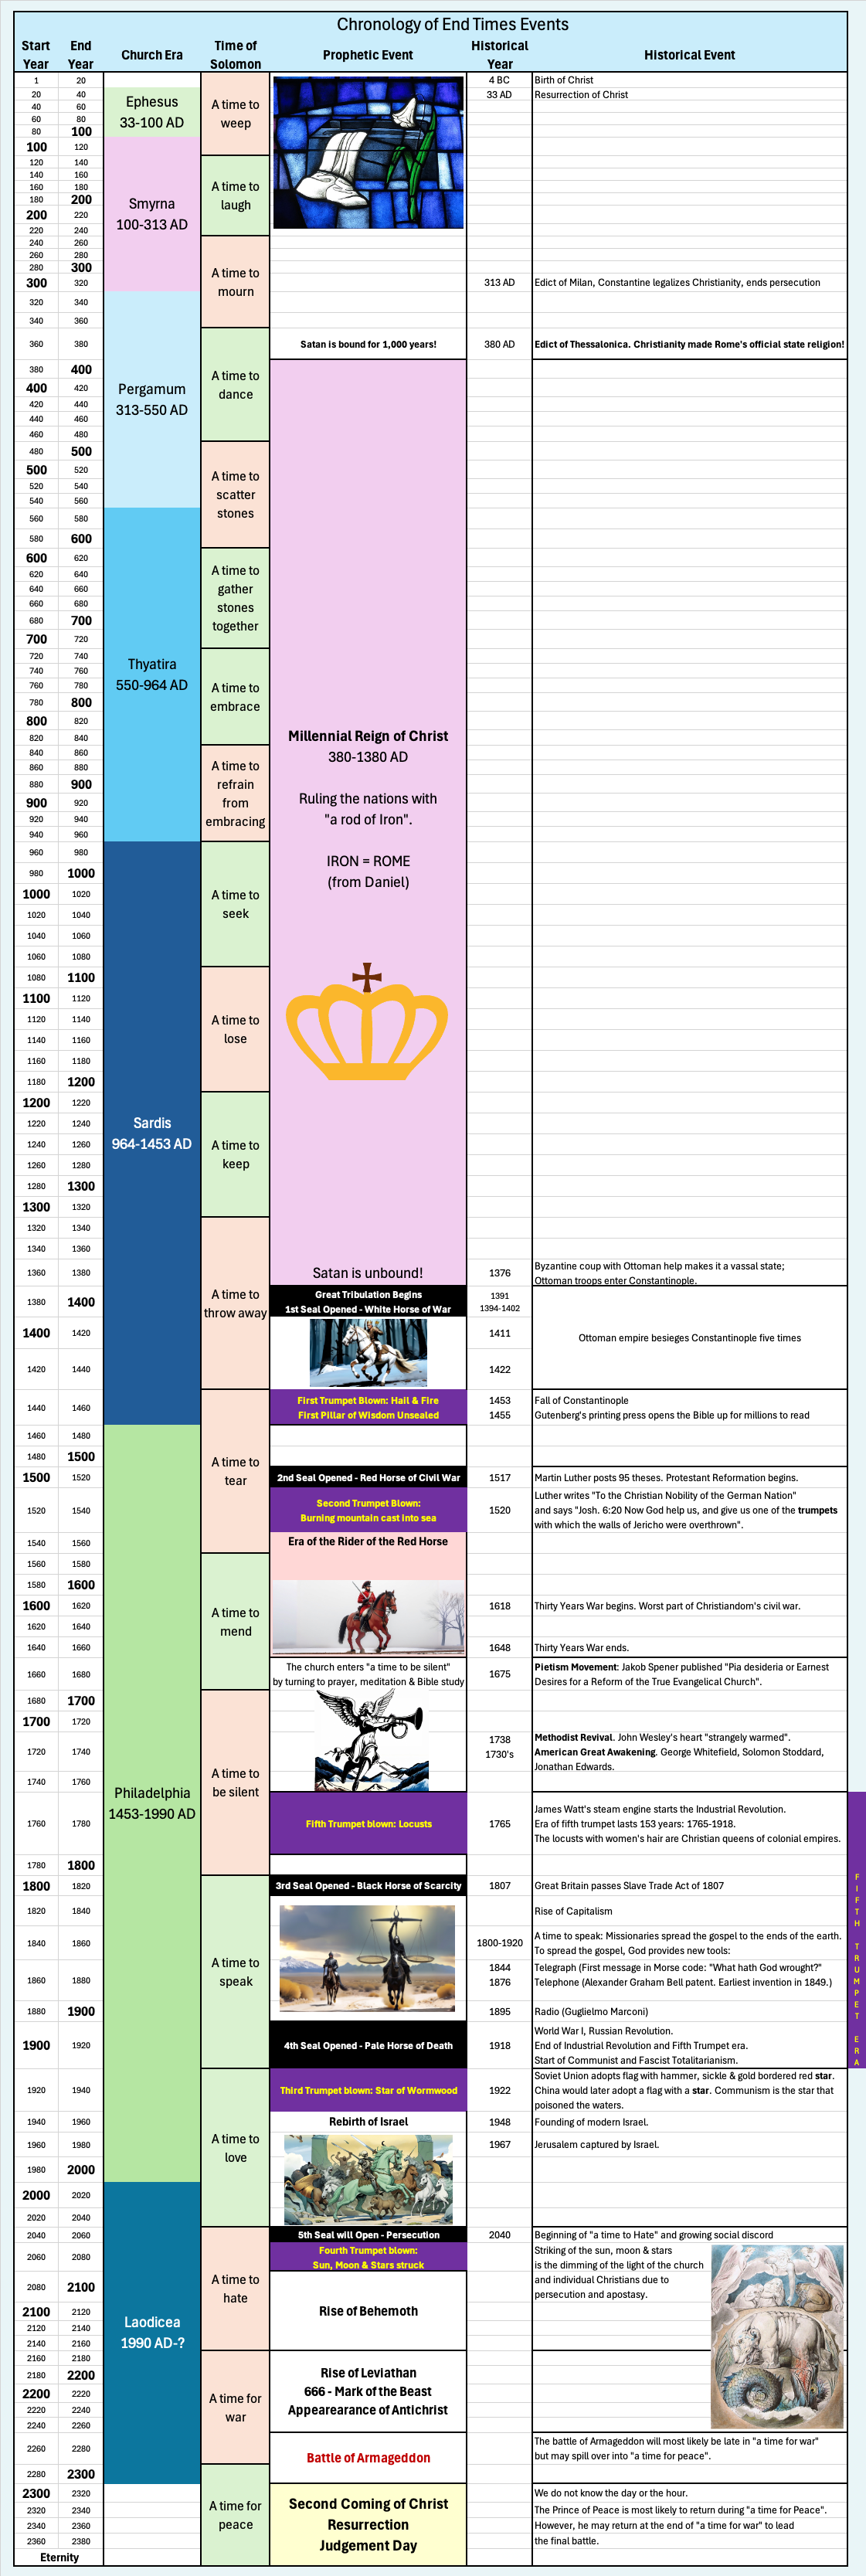 Chronology of End Times Events
Start Year
End Year
Church Era
Time of Solomon
Prophetic Event
Historical Year
Historical Event
1 20 4 BC Birth of Christ
20 40 33 AD Resurrection of Christ
40 60
60 80
80 100
100 120
120 140
140 160
160 180
180 200
200 220
220 240
240 260
260 280
280 300
300 320 313 AD Edict of Milan, Constantine legalizes Christianity, ends persecution
320 340
340 360
360 380 Satan is bound for 1,000 years! 380 AD Edict of Thessalonica. Christianity made Rome's official state religion!
380 400
400 420
420 440
440 460
460 480
480 500
500 520
520 540
540 560
560 580
580 600
600 620
620 640
640 660
660 680
680 700
700 720
720 740
740 760
760 780
780 800
800 820
820 840
840 860
860 880
880 900
900 920
920 940
940 960
960 980
980 1000
1000 1020
1020 1040
1040 1060
1060 1080
1080 1100
1100 1120
1120 1140
1140 1160
1160 1180
1180 1200
1200 1220
1220 1240
1240 1260
1260 1280
1280 1300
1300 1320
1320 1340
1340 1360
1360 1380
1380 1400
1400 1420
1420 1440
1440 1460
1460 1480
1480 1500
1500 1520
1520 1540
1540 1560
1560 1580
1580 1600
1600 1620
1620 1640
1640 1660
1660 1680
1680 1700
1700 1720
1720 1740
1740 1760
1760 1780
1780 1800
1800 1820
1820 1840
1840 1860
1860 1880
1880 1900
1900 1920
1920 1940
1940 1960
1960 1980
1980 2000
2000 2020
2020 2040
2040 2060
2060 2080
2080 2100
2100 2120
2120 2140
2140 2160
2160 2180
2180 2200
2200 2220
2220 2240
2240 2260
2260 2280
2280 2300
2300 2320
2320 2340
2340 2360
2360 2380
Eternity
Ephesus
33-100 AD
Smyrna
100-313 AD
Pergamum
313-550 AD
Thyatira
550-964 AD
Sardis
964-1453 AD
Philadelphia
1453-1990 AD
Laodicea
1990 AD-?
A time to
weep
A time to
laugh
A time to
mourn
A time to
dance
A time to
scatter
stones
A time to
gather
stones
together
A time to
embrace
A time to
refrain
from
embracing
A time to
seek
A time to
lose
A time to
keep
A time to
throw away
A time to
tear
A time to
mend
A time to
be silent
A time to
speak
A time to
love
A time to
hate
A time for
war
A time for
peace
Millennial Reign of Christ
380-1380 AD
Ruling the nations with
"a rod of Iron".
IRON = ROME
(from Daniel)
Satan is unbound!
Great Tribulation Begins
1st Seal Opened - White Horse of War
First Trumpet Blown: Hail & Fire
First Pillar of Wisdom Unsealed
2nd Seal Opened - Red Horse of Civil War
Second Trumpet Blown:
Burning mountain cast into sea
Era of the Rider of the Red Horse
The church enters "a time to be silent"
by turning to prayer, meditation & Bible study
Fifth Trumpet blown: Locusts
3rd Seal Opened - Black Horse of Scarcity
4th Seal Opened - Pale Horse of Death
Third Trumpet blown: Star of Wormwood
Rebirth of Israel
5th Seal will Open - Persecution
Fourth Trumpet blown:
Sun, Moon & Stars struck
Rise of Behemoth
Rise of Leviathan
666 - Mark of the Beast
Appearearance of Antichrist
Battle of Armageddon
Second Coming of Christ
Resurrection
Judgement Day
1376 Byzantine coup with Ottoman help makes it a vassal state;
Ottoman troops enter Constantinople.
1391
1394-1402
1411
Ottoman empire besieges Constantinople five times
1422
1453 Fall of Constantinople
1455 Gutenberg's printing press opens the Bible up for millions to read
1517 Martin Luther posts 95 theses. Protestant Reformation begins.
Luther writes "To the Christian Nobility of the German Nation"
1520 and says "Josh. 6:20 Now God help us, and give us one of the trumpets
with which the walls of Jericho were overthrown".
1618 Thirty Years War begins. Worst part of Christiandom's civil war.
1648 Thirty Years War ends.
1675 Pietism Movement: Jakob Spener published "Pia desideria or Earnest
Desires for a Reform of the True Evangelical Church".
1738 Methodist Revival. John Wesley's heart "strangely warmed".
1730's American Great Awakening. George Whitefield, Solomon Stoddard,
Jonathan Edwards.
James Watt's steam engine starts the Industrial Revolution.
1765 Era of fifth trumpet lasts 153 years: 1765-1918.
The locusts with women's hair are Christian queens of colonial empires.
1807 Great Britain passes Slave Trade Act of 1807
Rise of Capitalism
1800-1920 A time to speak: Missionaries spread the gospel to the ends of the earth.
To spread the gospel, God provides new tools:
1844 Telegraph (First message in Morse code: "What hath God wrought?"
1876 Telephone (Alexander Graham Bell patent. Earliest invention in 1849.)
1895 Radio (Guglielmo Marconi)
World War I, Russian Revolution.
1918 End of Industrial Revolution and Fifth Trumpet era.
Start of Communist and Fascist Totalitarianism.
Soviet Union adopts flag with hammer, sickle & gold bordered red star.
1922 China would later adopt a flag with a star. Communism is the star that
poisoned the waters.
1948 Founding of modern Israel.
1967 Jerusalem captured by Israel.
2040 Beginning of "a time to Hate" and growing social discord
Striking of the sun, moon & stars
is the dimming of the light of the church
and individual Christians due to
persecution and apostasy.
The battle of Armageddon will most likely be late in "a time for war"
but may spill over into "a time for peace".
We do not know the day or the hour.
The Prince of Peace is most likely to return during "a time for Peace".
However, he may return at the end of "a time for war" to lead
the final battle.
FIFTH TRUMPET ERA